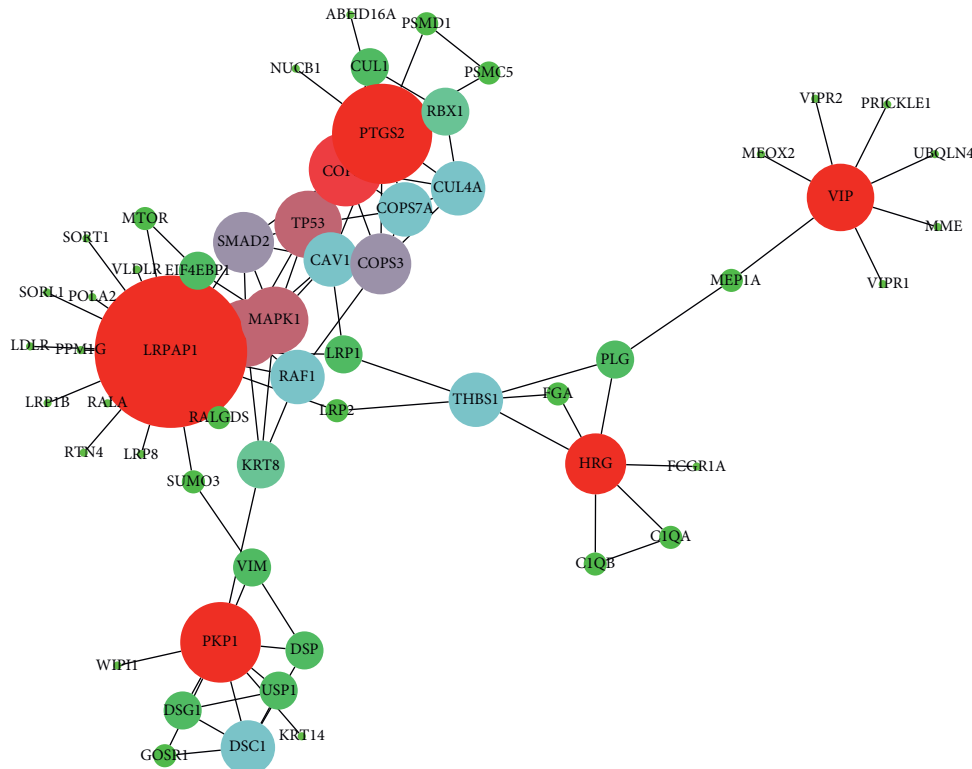 ABHD16A
PSMD1
NUCB1
CUL1
PSMC5
RBX1
PTGS2
VIPR2
PRICKLE1
MEOX2
UBQLN4
COP
CUL4A
VIP
COPS7A
MTOR
TP53
SORT1
SMAD2
MME
CAV1
COPS3
VLDLR
EIF4EBP1
MEP1A
VIPR1
SORL1
POLA2
MAPK1
LDLR
PPM1G
LRPAP1
LRP1
PLG
RAF1
LRP1B
RALA
THBS1
FGA
RALGDS
LRP2
RTN4
LRP8
KRT8
HRG
FCGR1A
SUMO3
C1QA
C1QB
VIM
PKP1
DSP
WIPI1
USP1
DSG1
KRT14
GOSR1
DSC1